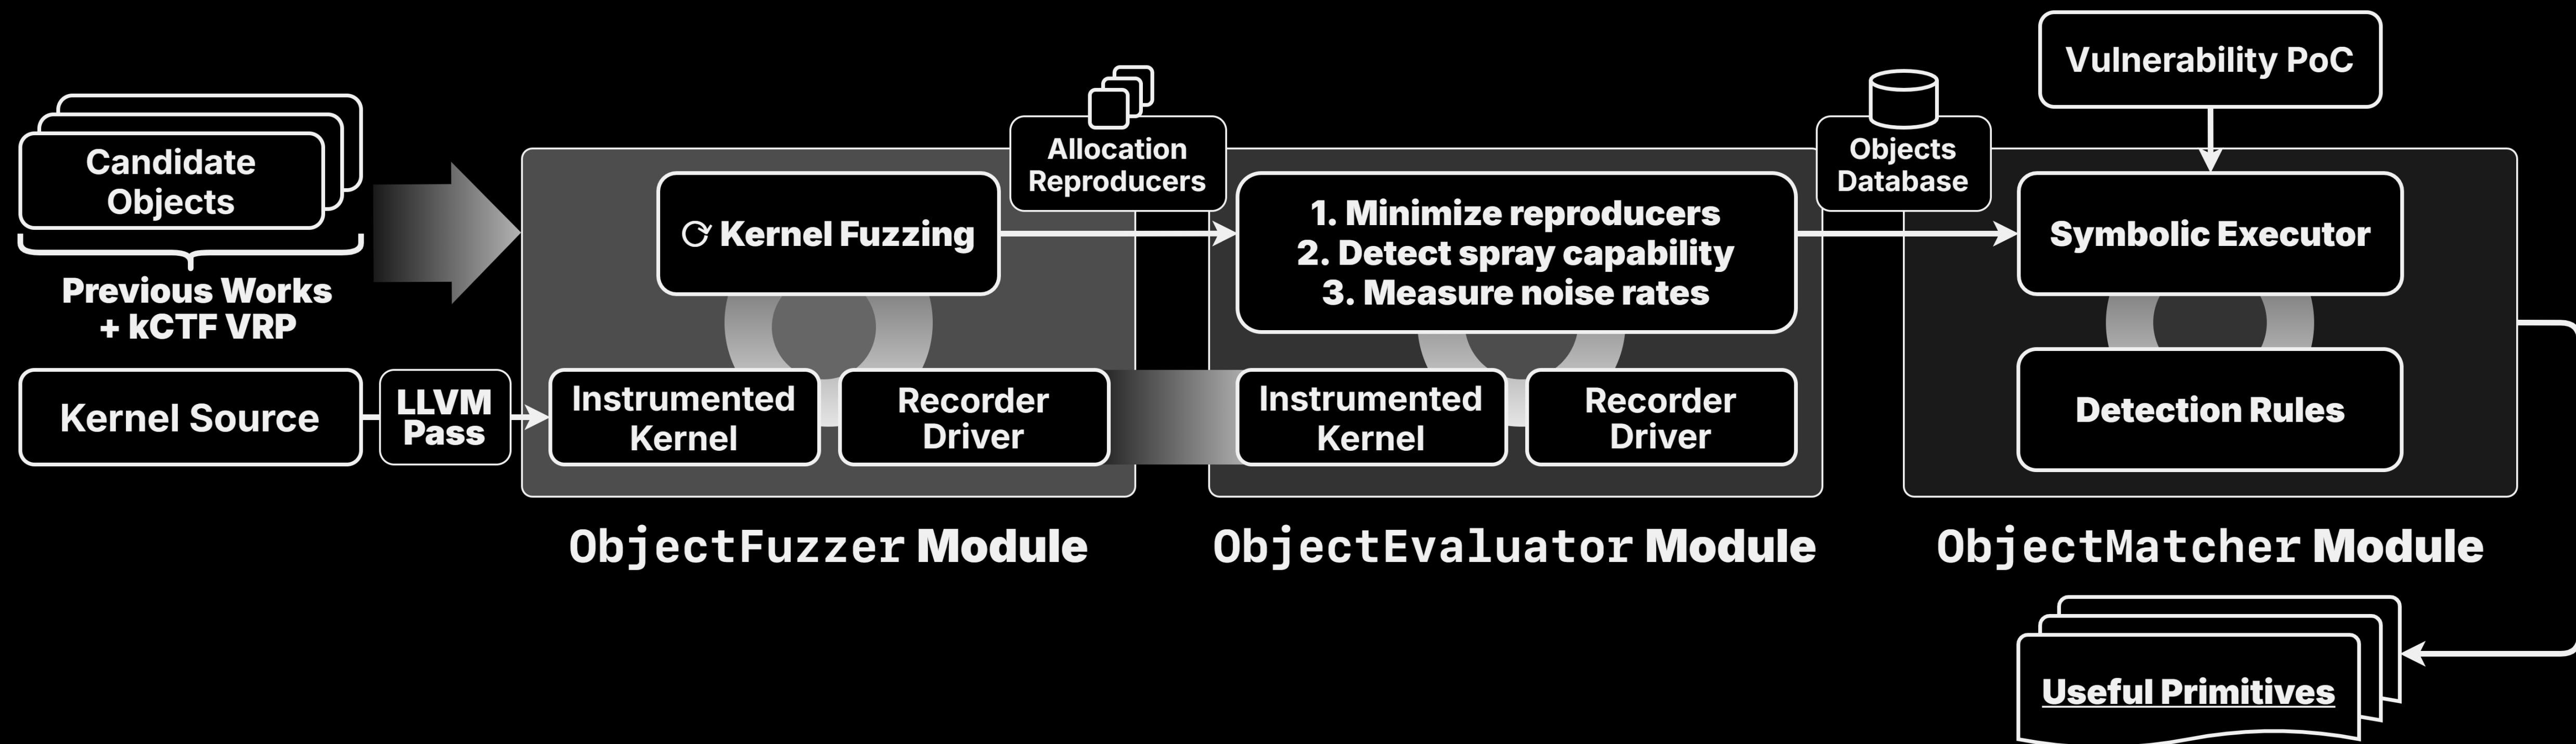 Candidate
Objects
Previous Works
+ kCTF VRP
Kernel Source
LLVM
Pass
Kernel Fuzzing
Instrumented
Kernel
Recorder
Driver
ObjectFuzzer Module
Allocation
Reproducers
1. Minimize reproducers
2. Detect spray capability
3. Measure noise rates
Instrumented
Kernel
Recorder
Driver
ObjectEvaluator Module
Objects
Database
Vulnerability PoC
Symbolic Executor
Detection Rules
ObjectMatcher Module
Useful Primitives